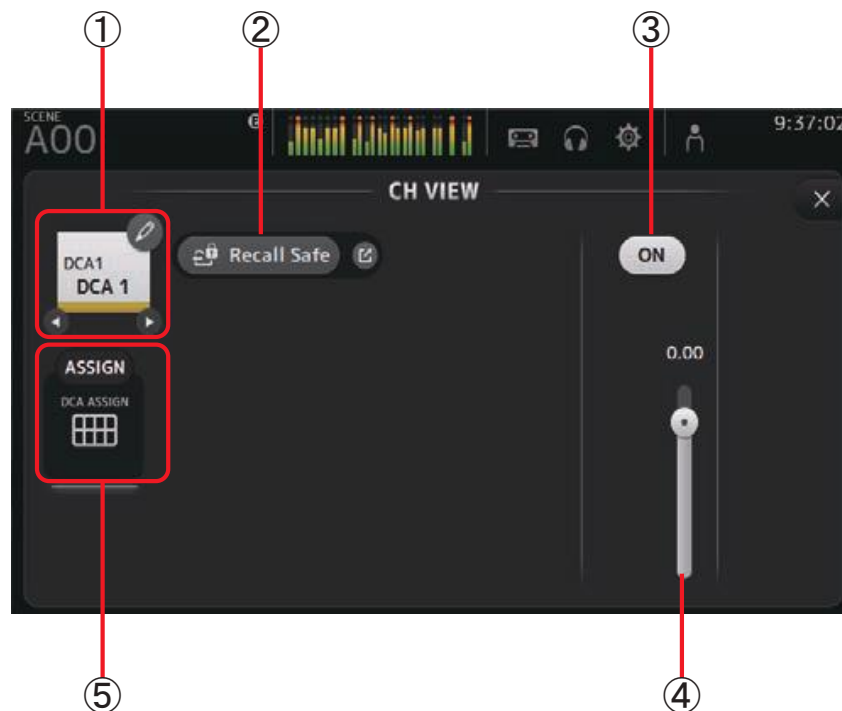 ① ② ③
SCENE
A00
9:37:02
CH VIEW
DCA1
DCA 1
Recall Safe
ON
0.00
ASSIGN
DCA ASSIGN
⑤ ④